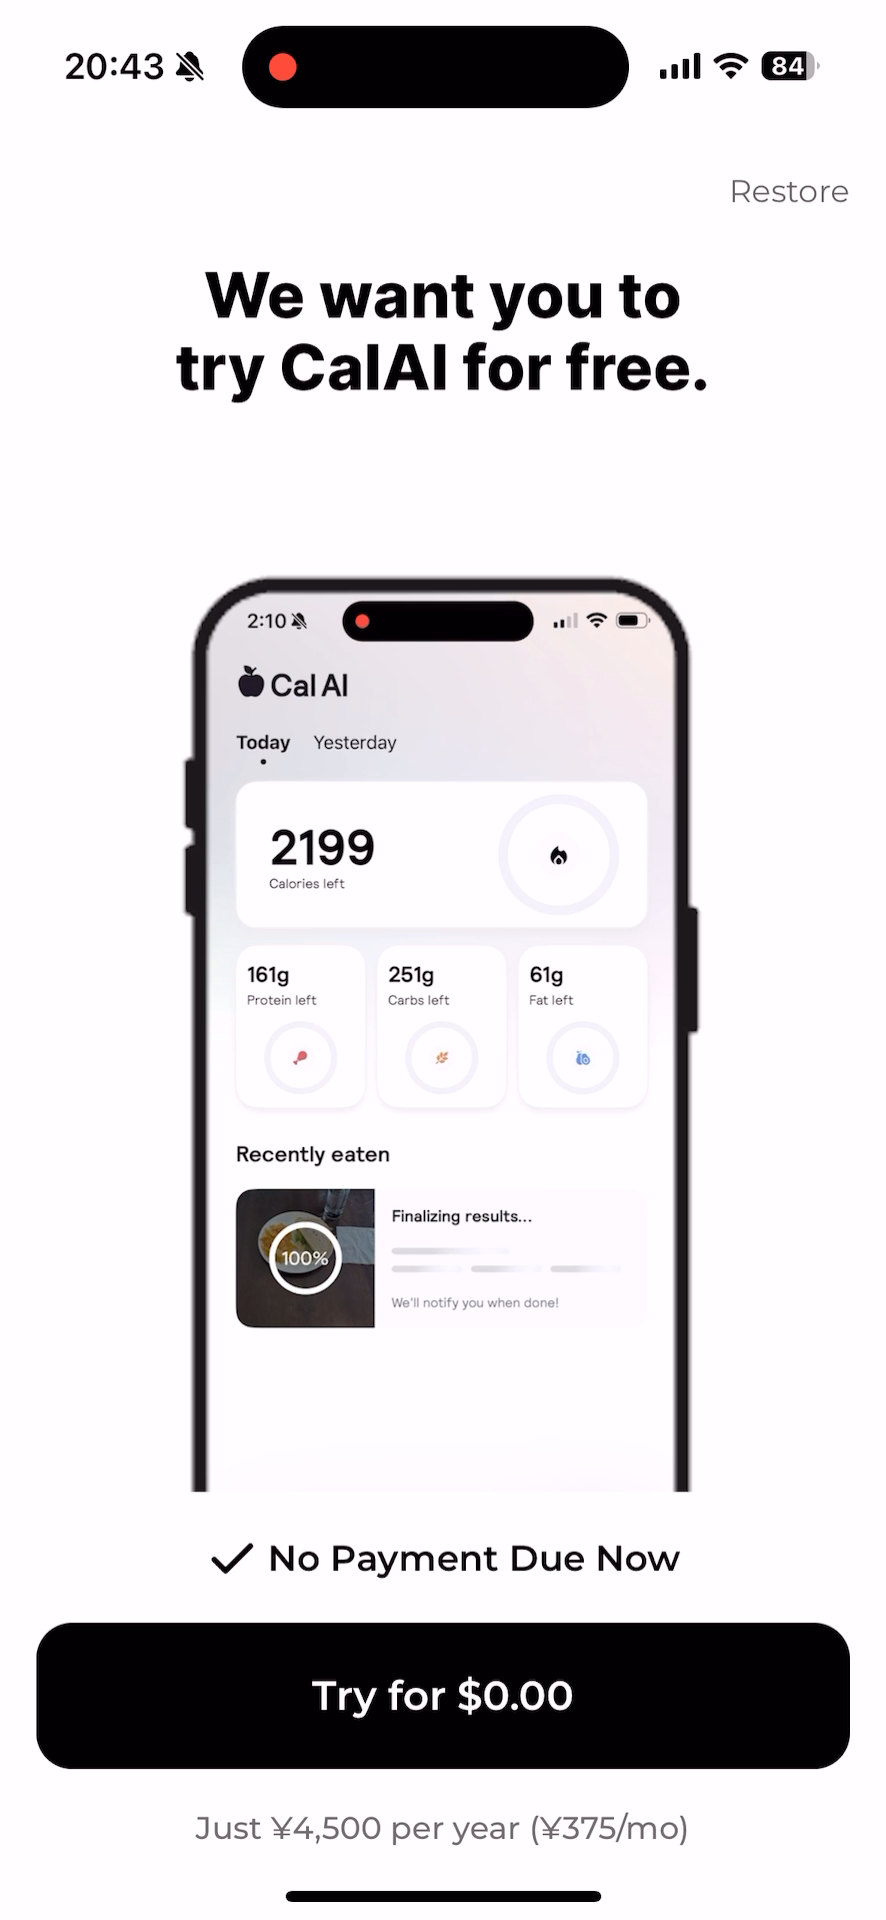 20:43
84
Restore
We want you to
try CalAI for free.
2:10
Cal AI
Today Yesterday
2199
Calories left
161g
Protein left
251g
Carbs left
61g
Fat left
Recently eaten
100%
Finalizing results...
We'll notify you when done!
No Payment Due Now
Try for $0.00
Just ¥4,500 per year (¥375/mo)